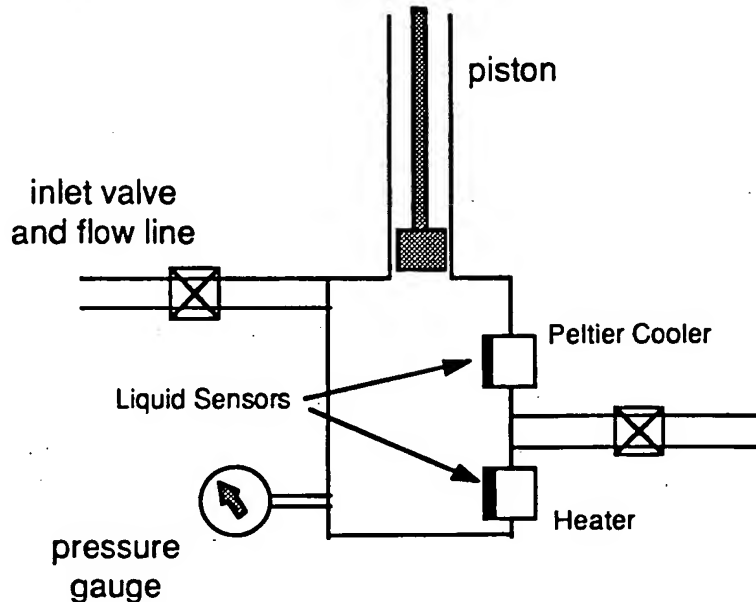 piston
inlet valve
and flow line
Peltier Cooler
Liquid Sensors
Heater
pressure
gauge